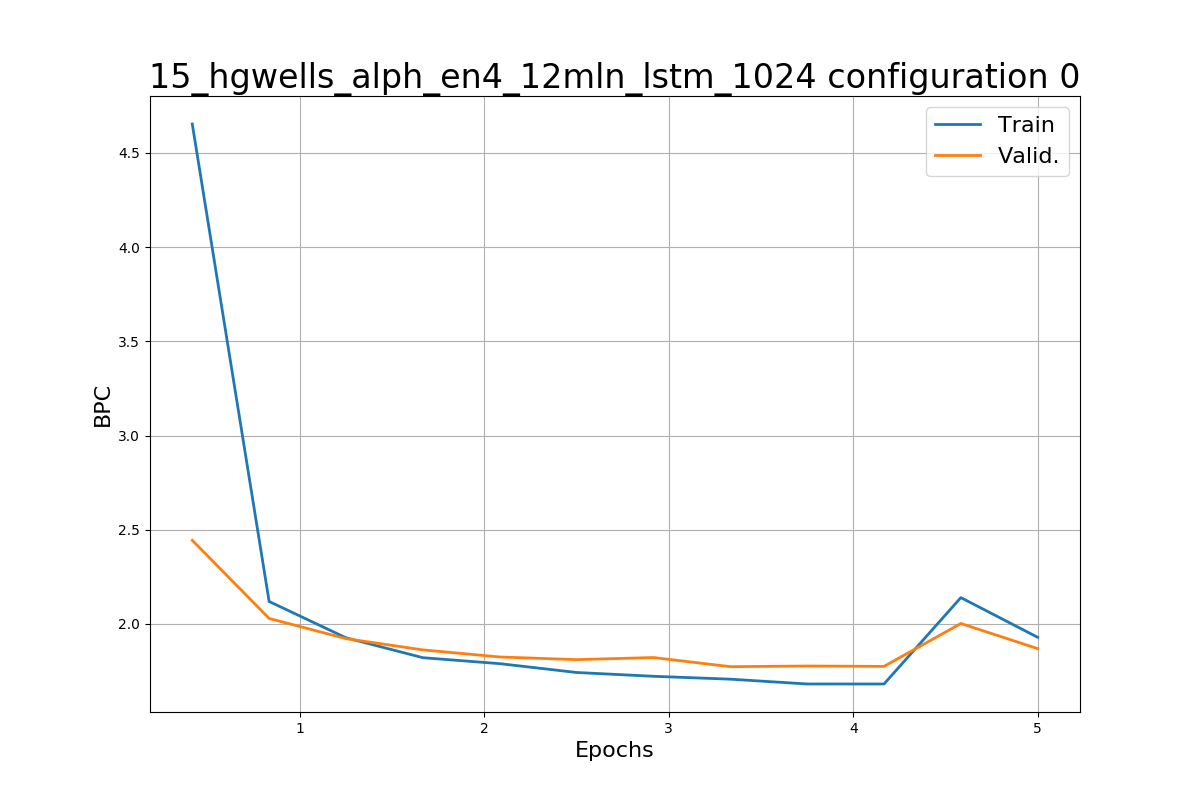 15_hgwells_alph_en4_12mln_lstm_1024 configuration 0
Train
Valid.
4.5
4.0
3.5
3.0
2.5
2.0
BPC
1 2 3 4 5
Epochs